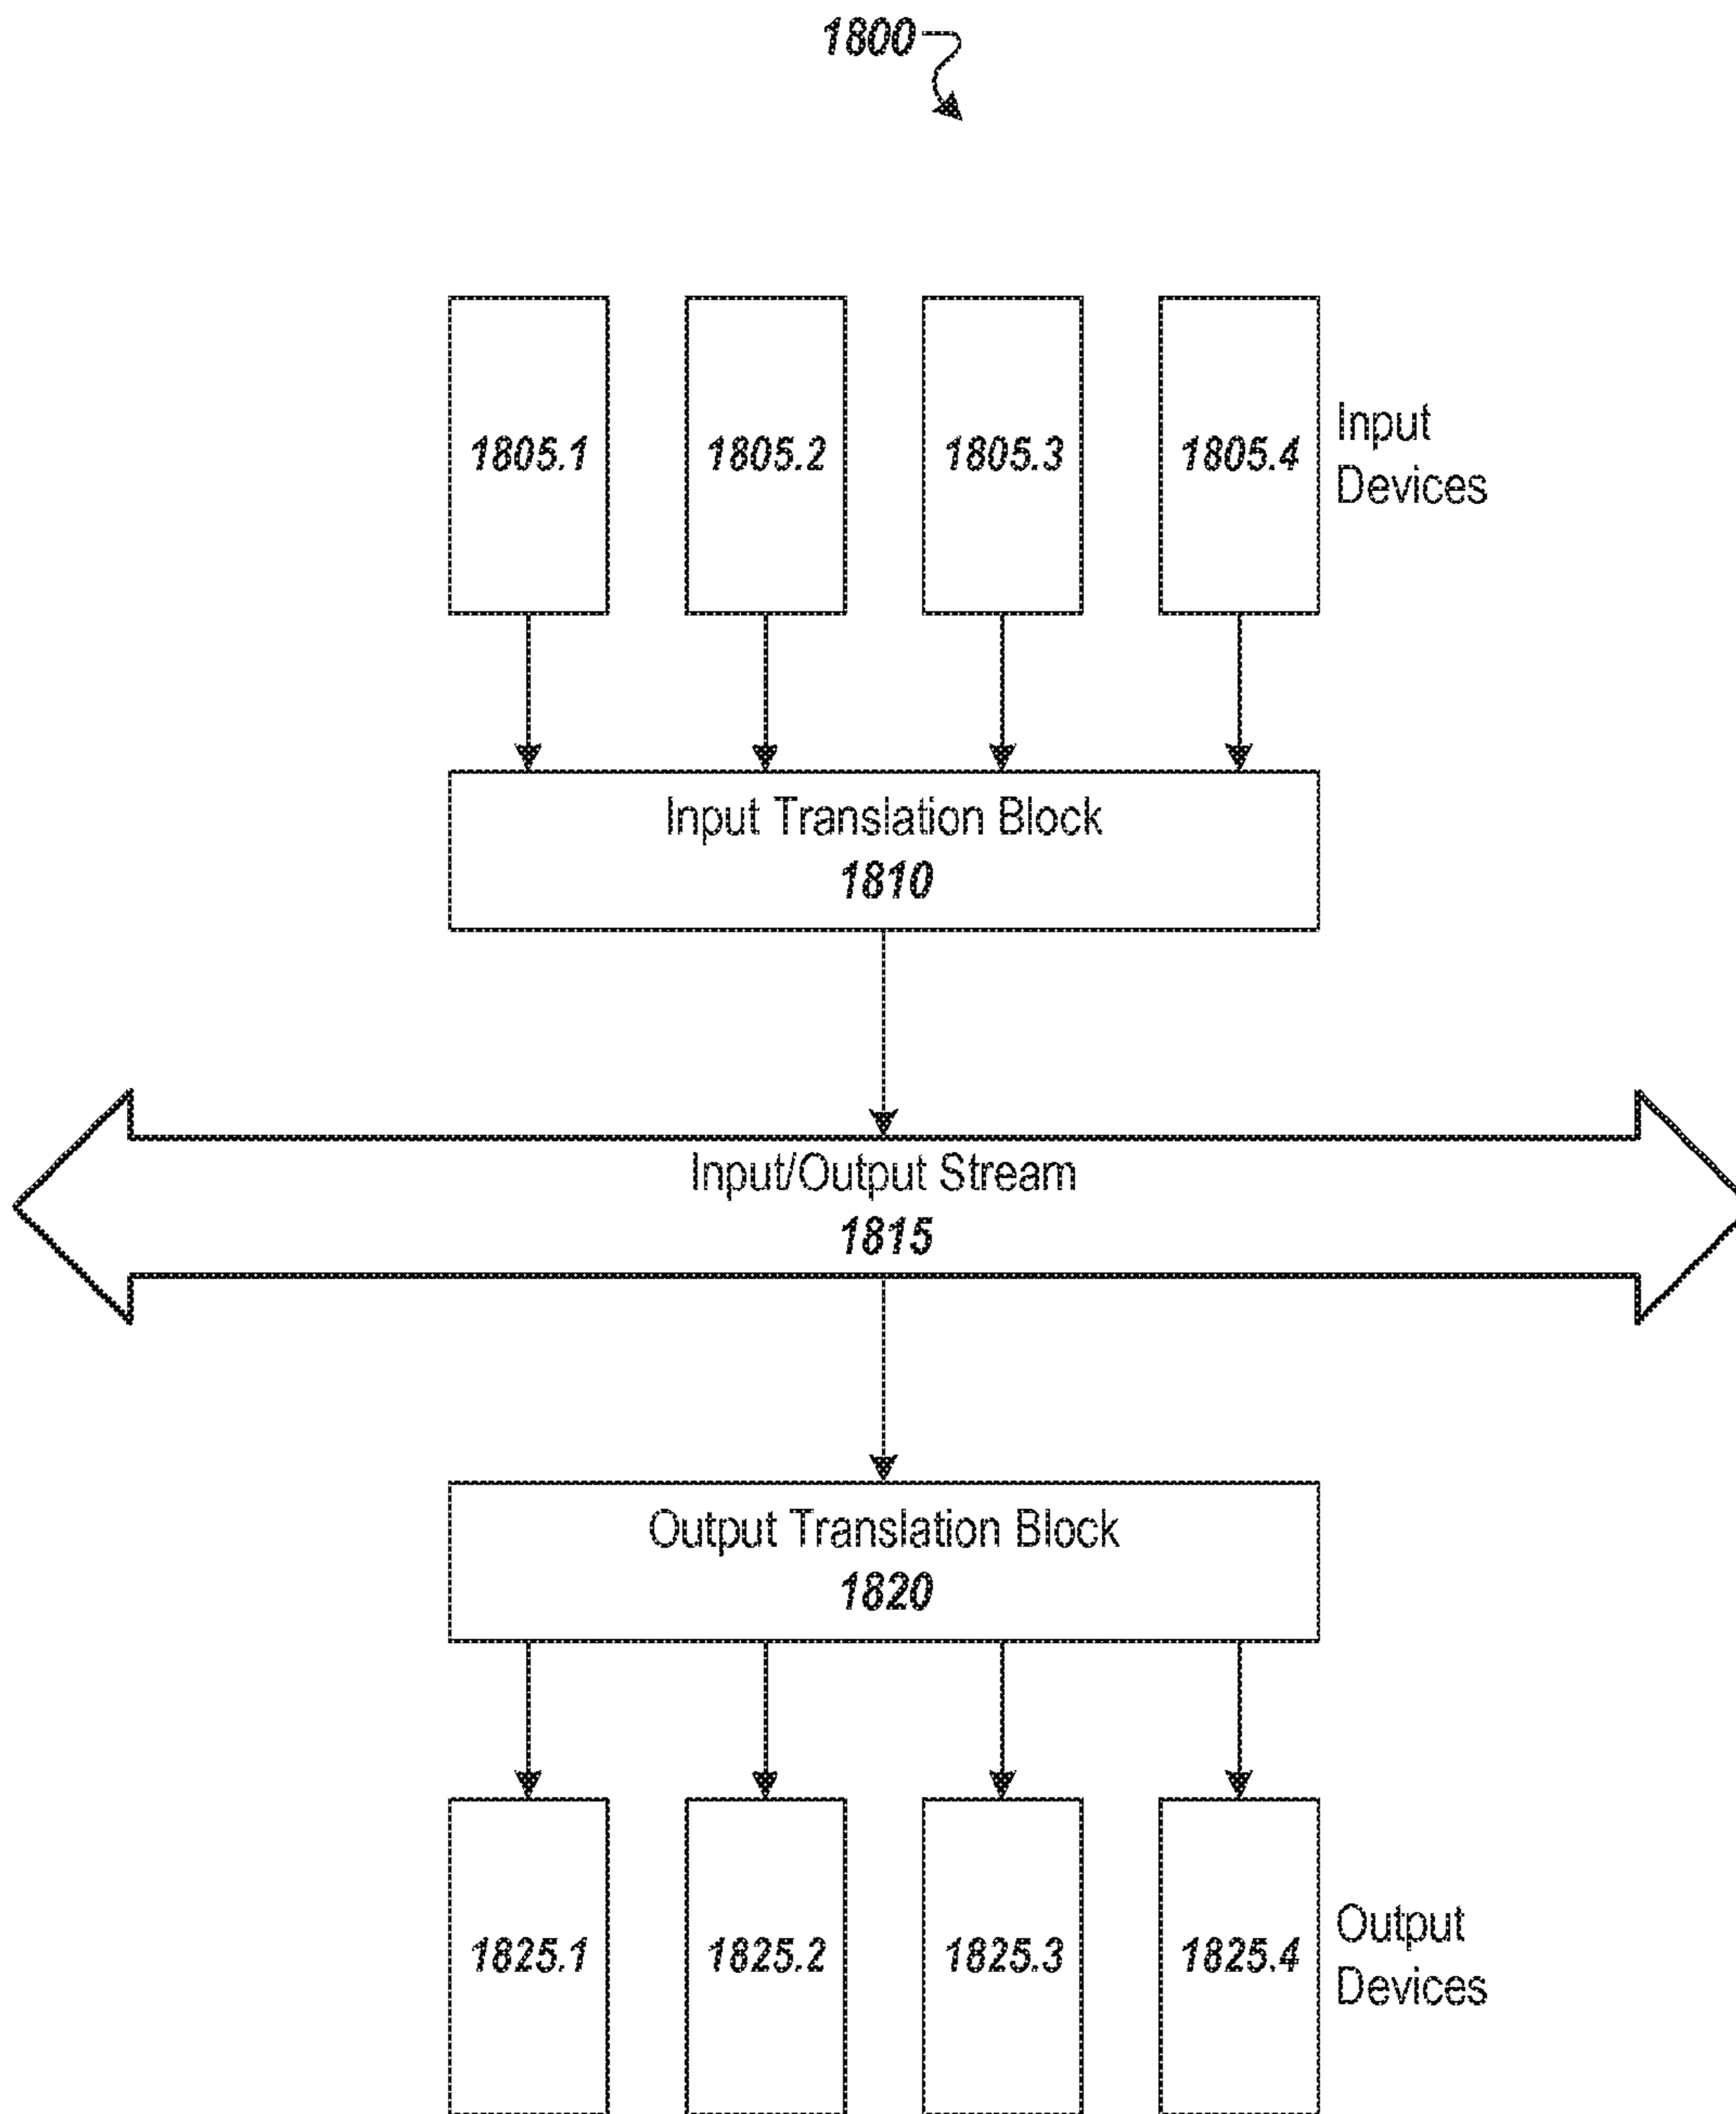 1800
1805.1
1805.2
1805.3
1805.4
Input
Devices
Input Translation Block
1810
Input/Output Stream
1815
Output Translation Block
1820
1825.1
1825.2
1825.3
1825.4
Output
Devices